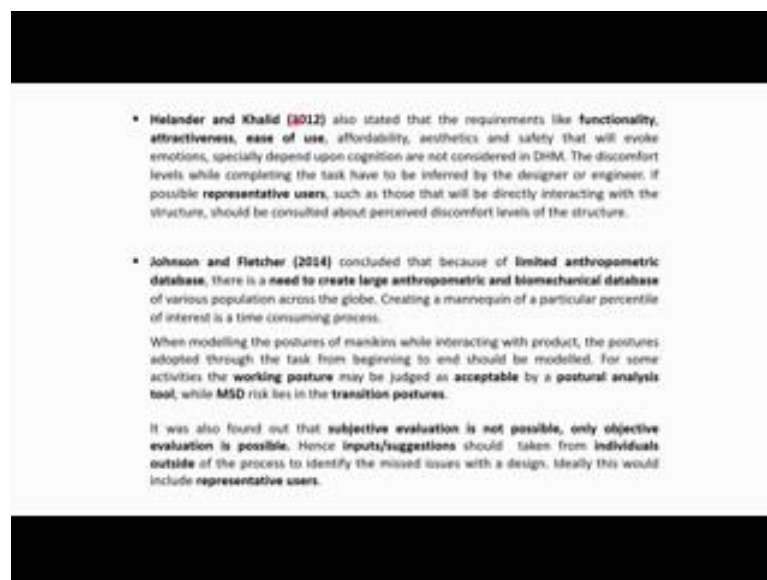 • Helander and Khalid (2012) also stated that the requirements like functionality,
attractiveness, ease of use, affordability, aesthetics and safety that will evoke
emotions, specially depend upon cognition are not considered in DHM. The discomfort
levels while completing the task have to be inferred by the designer or engineer. If
possible representative users, such as those that will be directly interacting with the
structure, should be consulted about perceived discomfort levels of the structure.
• Johnson and Fletcher (2014) concluded that because of limited anthropometric
database, there is a need to create large anthropometric and biomechanical database
of various population across the globe. Creating a mannequin of a particular percentile
of interest is a time consuming process.
When modelling the postures of manikins while interacting with product, the postures
adopted through the task from beginning to end should be modelled. For some
activities the working posture may be judged as acceptable by a postural analysis
tool, while MSD risk lies in the transition postures.
It was also found out that subjective evaluation is not possible, only objective
evaluation is possible. Hence inputs/suggestions should taken from individuals
outside of the process to identify the missed issues with a design. Ideally this would
include representative users.